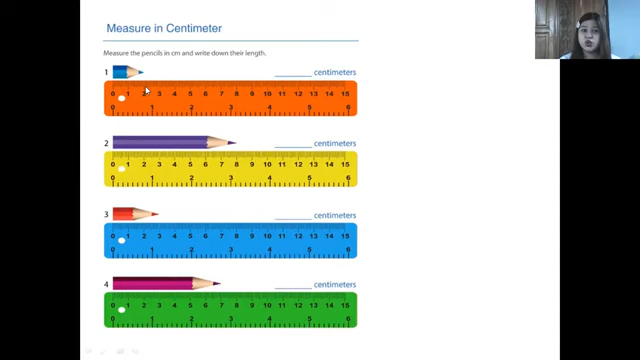 Measure in Centimeter
Measure the pencils in cm and write down their length.
1 ________ centimeters
0 1 2 3 4 5 6 7 8 9 10 11 12 13 14 15
0 1 2 3 4 5 6
2 ________ centimeters
0 1 2 3 4 5 6 7 8 9 10 11 12 13 14 15
0 1 2 3 4 5 6
3 ________ centimeters
0 1 2 3 4 5 6 7 8 9 10 11 12 13 14 15
0 1 2 3 4 5 6
4 ________ centimeters
0 1 2 3 4 5 6 7 8 9 10 11 12 13 14 15
0 1 2 3 4 5 6